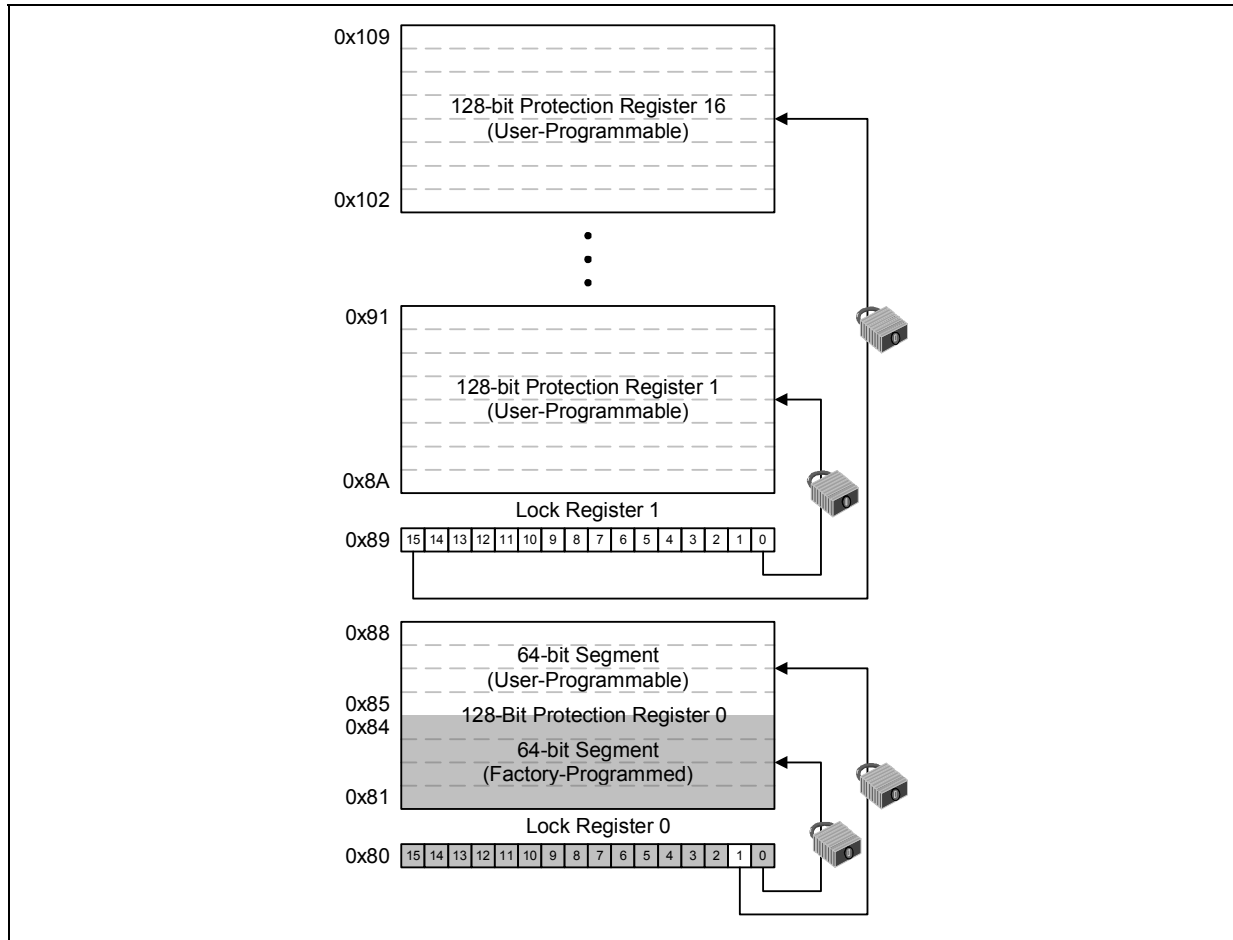 0x109
128-bit Protection Register 16
(User-Programmable)
0x102
0x91
128-bit Protection Register 1
(User-Programmable)
0x8A
Lock Register 1
0x89 15 14 13 12 11 10 9 8 7 6 5 4 3 2 1 0
0x88
64-bit Segment
(User-Programmable)
0x85
128-Bit Protection Register 0
0x84
64-bit Segment
(Factory-Programmed)
0x81
Lock Register 0
0x80 15 14 13 12 11 10 9 8 7 6 5 4 3 2 1 0